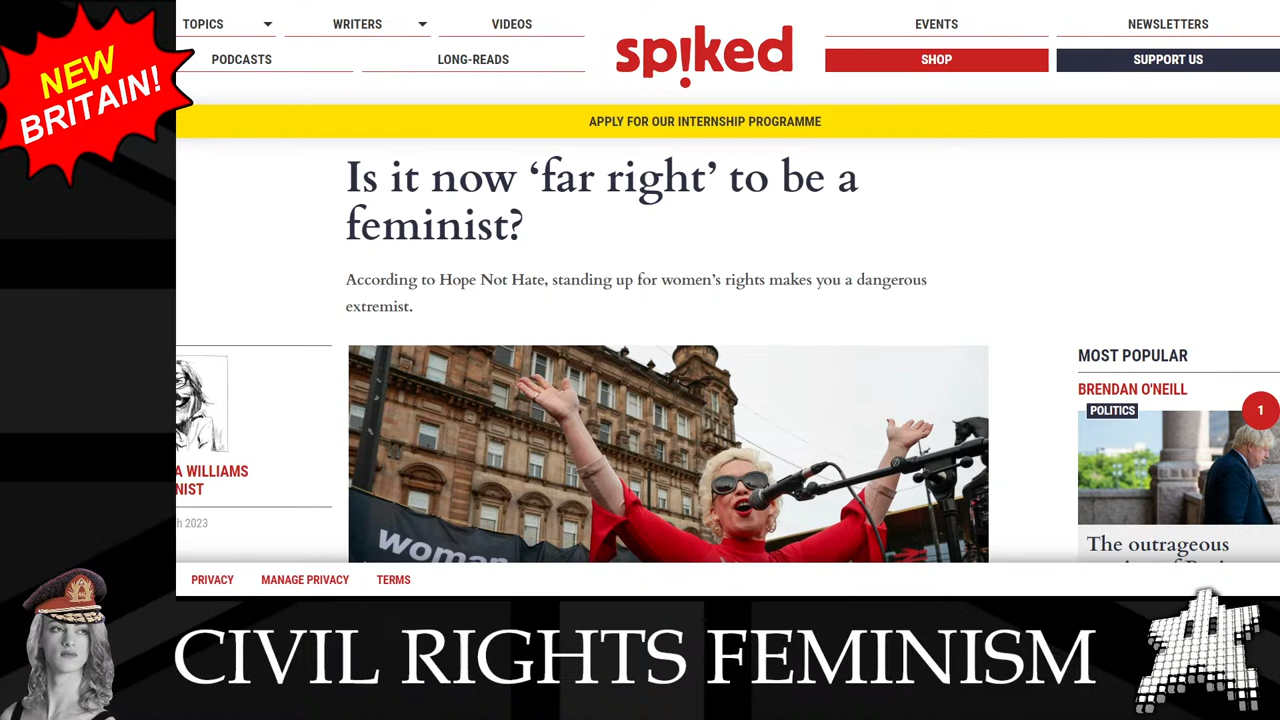 TOPICS
WRITERS
VIDEOS
EVENTS
NEWSLETTERS
PODCASTS
LONG-READS
spiked
SHOP
SUPPORT US
NEW
BRITAIN!
APPLY FOR OUR INTERNSHIP PROGRAMME
Is it now ‘far right’ to be a
feminist?
According to Hope Not Hate, standing up for women’s rights makes you a dangerous
extremist.
A WILLIAMS
NIST
h 2023
woman
MOST POPULAR
BRENDAN O'NEILL
POLITICS
1
The outrageous
PRIVACY
MANAGE PRIVACY
TERMS
CIVIL RIGHTS FEMINISM